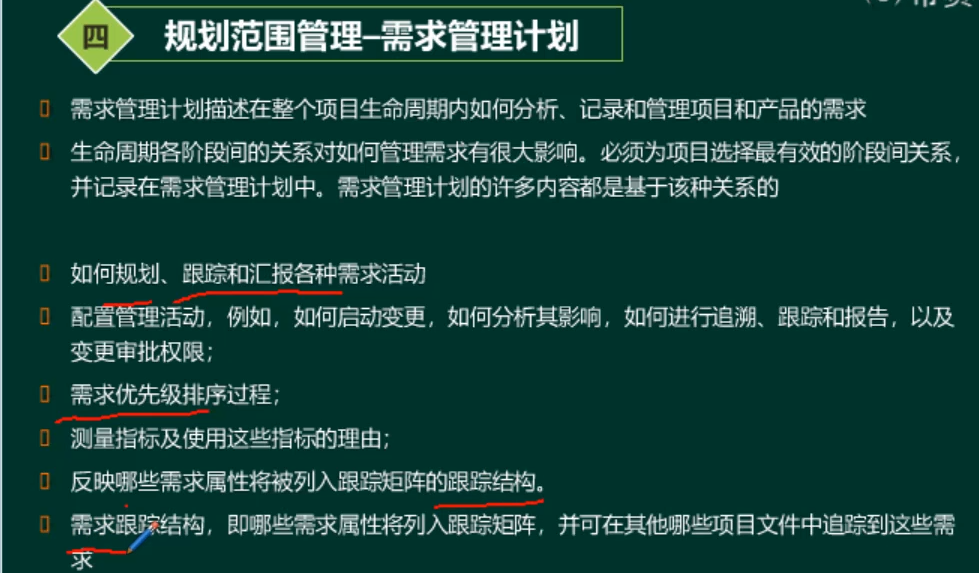 四
规划范围管理–需求管理计划
需求管理计划描述在整个项目生命周期内如何分析、记录和管理项目和产品的需求
生命周期各阶段间的关系对如何管理需求有很大影响。必须为项目选择最有效的阶段间关系，
并记录在需求管理计划中。需求管理计划的许多内容都是基于该种关系的
如何规划、跟踪和汇报各种需求活动
配置管理活动，例如，如何启动变更，如何分析其影响，如何进行追溯、跟踪和报告，以及
变更审批权限；
需求优先级排序过程；
测量指标及使用这些指标的理由；
反映哪些需求属性将被列入跟踪矩阵的跟踪结构。
需求跟踪结构，即哪些需求属性将列入跟踪矩阵，并可在其他哪些项目文件中追踪到这些需
求